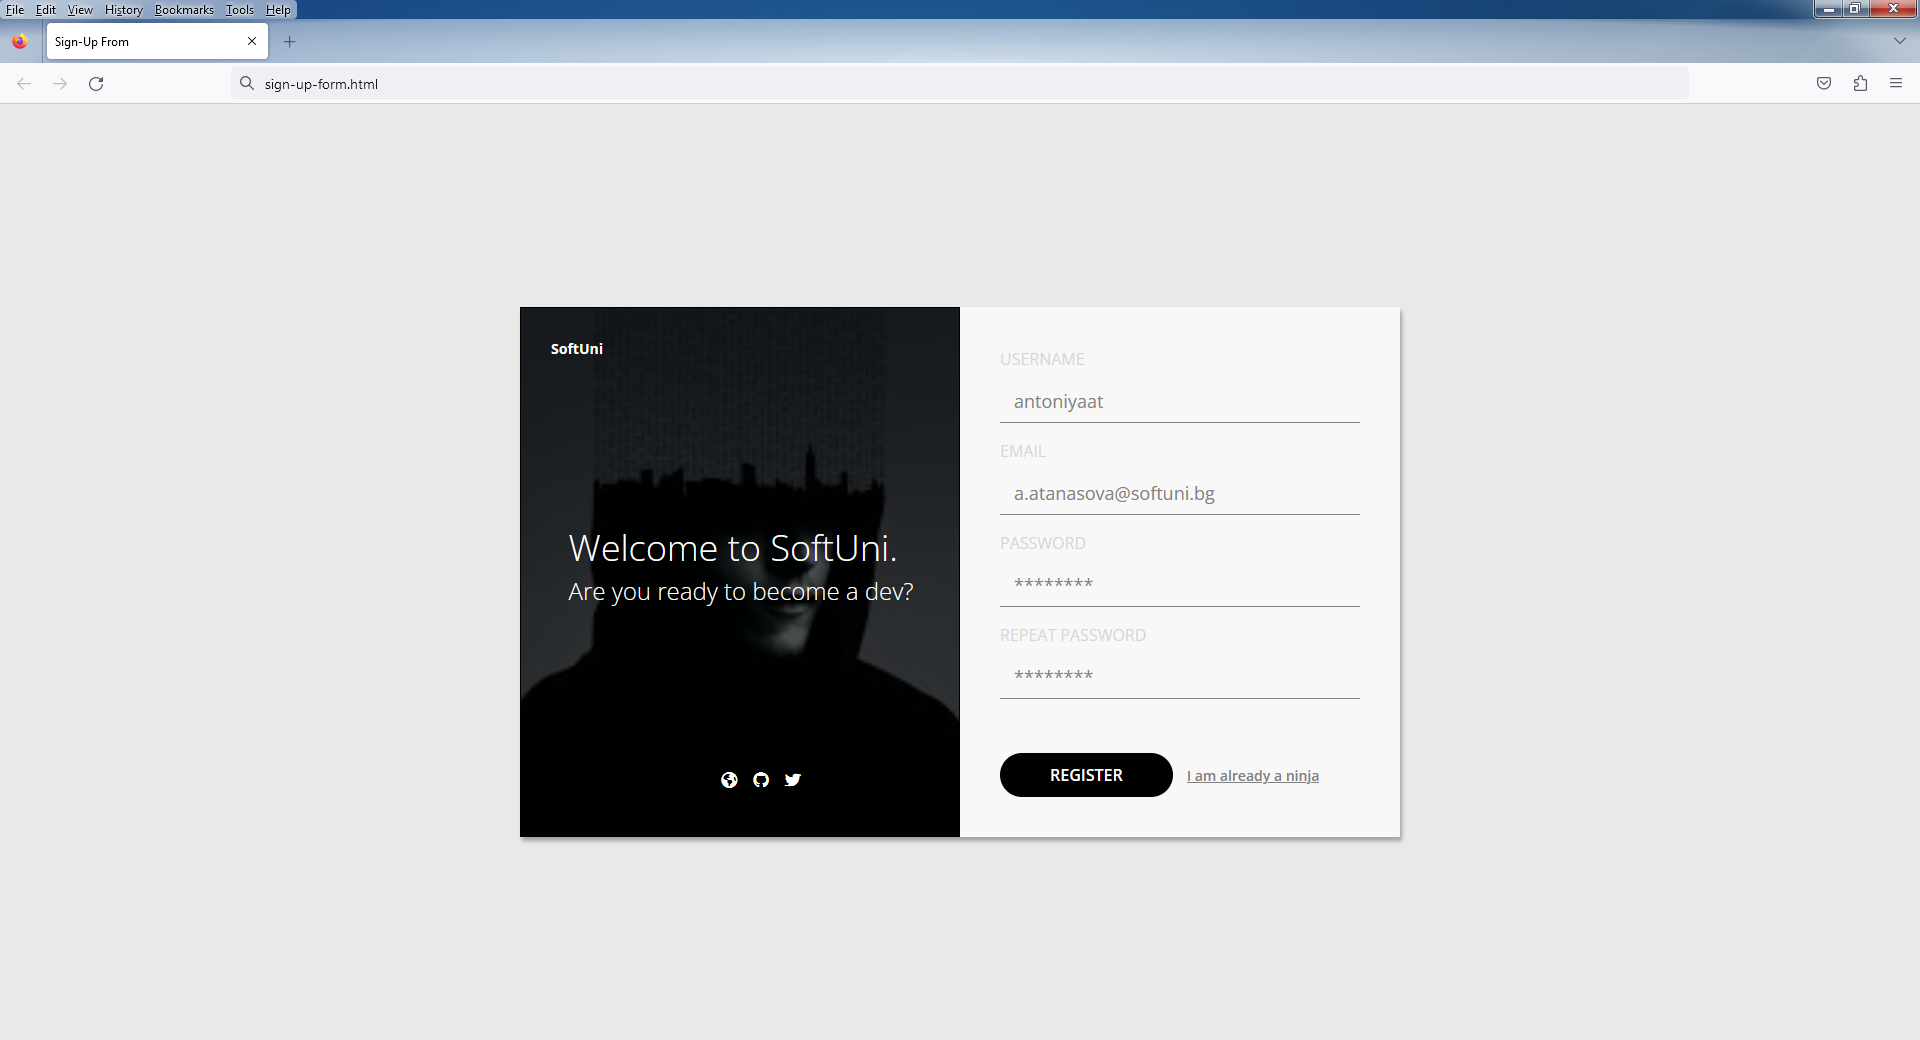 File Edit View History Bookmarks Tools Help
Sign-Up From
sign-up-form.html
SoftUni
Welcome to SoftUni.
Are you ready to become a dev?
USERNAME
antoniyaat
EMAIL
a.atanasova@softuni.bg
PASSWORD
********
REPEAT PASSWORD
********
REGISTER
I am already a ninja